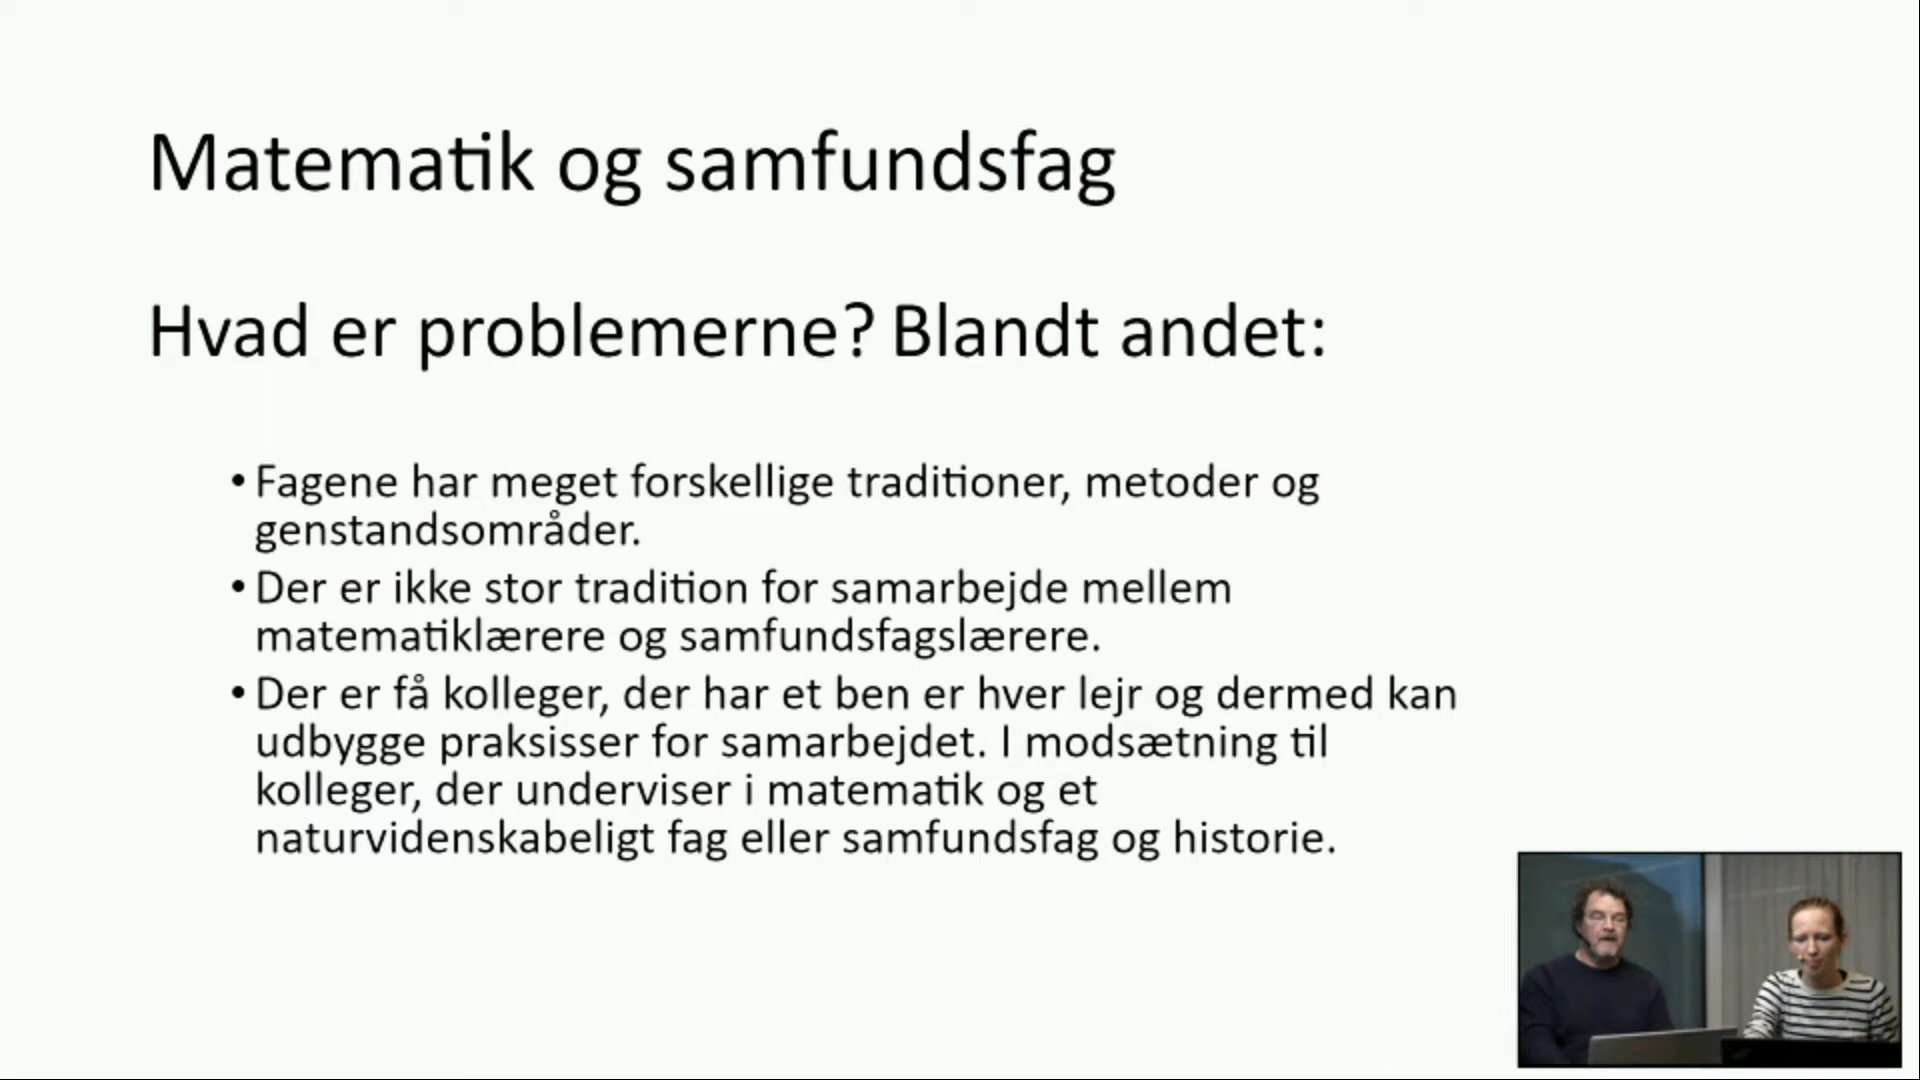 Matematik og samfundsfag
Hvad er problemerne? Blandt andet:
• Fagene har meget forskellige traditioner, metoder og
genstandsområder.
• Der er ikke stor tradition for samarbejde mellem
matematiklærere og samfundsfagslærere.
• Der er få kolleger, der har et ben er hver lejr og dermed kan
udbygge praksisser for samarbejdet. I modsætning til
kolleger, der underviser i matematik og et
naturvidenskabeligt fag eller samfundsfag og historie.